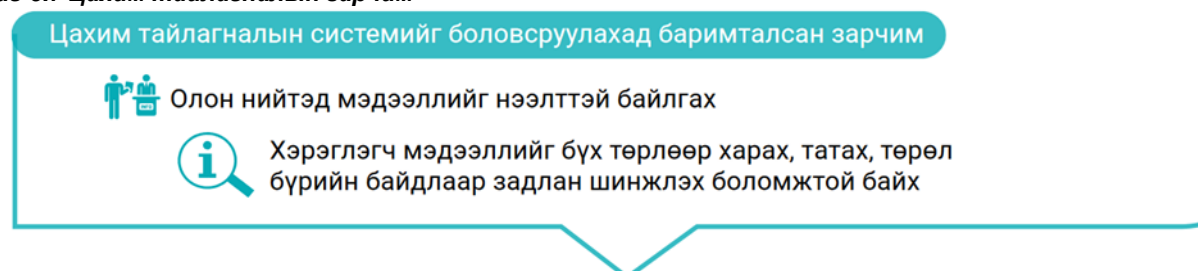 Цахим тайлагналын системийг боловсруулахад баримталсан зарчим
Олон нийтэд мэдээллийг нээлттэй байлгах
Хэрэглэгч мэдээллийг бүх төрлөөр харах, татах, төрөл
бүрийн байдлаар задлан шинжлэх боломжтой байх